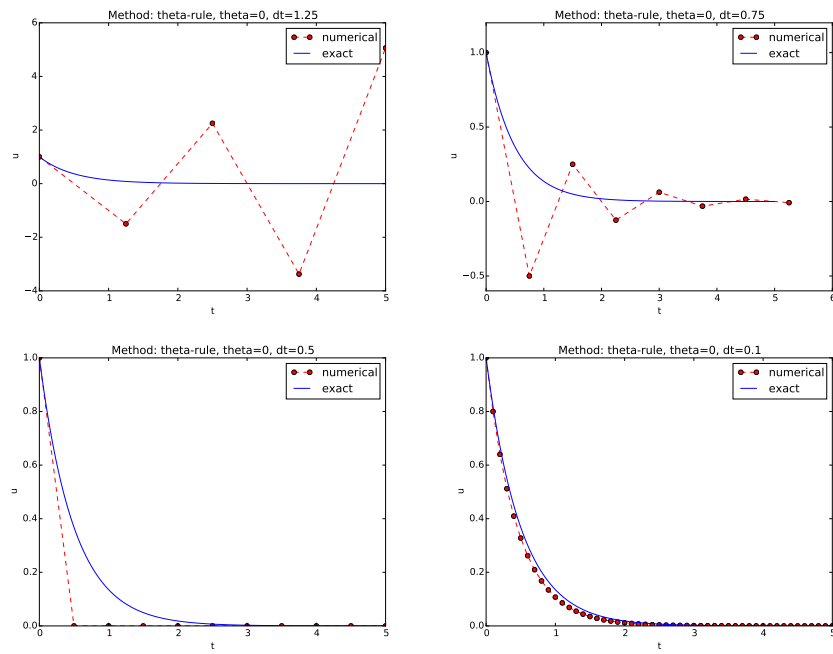 Method: theta-rule, theta=0, dt=1.25
numerical
exact
6
4
2
0
−2
−4
u
0 1 2 3 4 5
t
Method: theta-rule, theta=0, dt=0.75
numerical
exact
1.0
0.5
0.0
−0.5
u
0 1 2 3 4 5 6
t
Method: theta-rule, theta=0, dt=0.5
numerical
exact
1.0
0.8
0.6
0.4
0.2
0.0
u
0 1 2 3 4 5
t
Method: theta-rule, theta=0, dt=0.1
numerical
exact
1.0
0.8
0.6
0.4
0.2
0.0
u
0 1 2 3 4 5
t